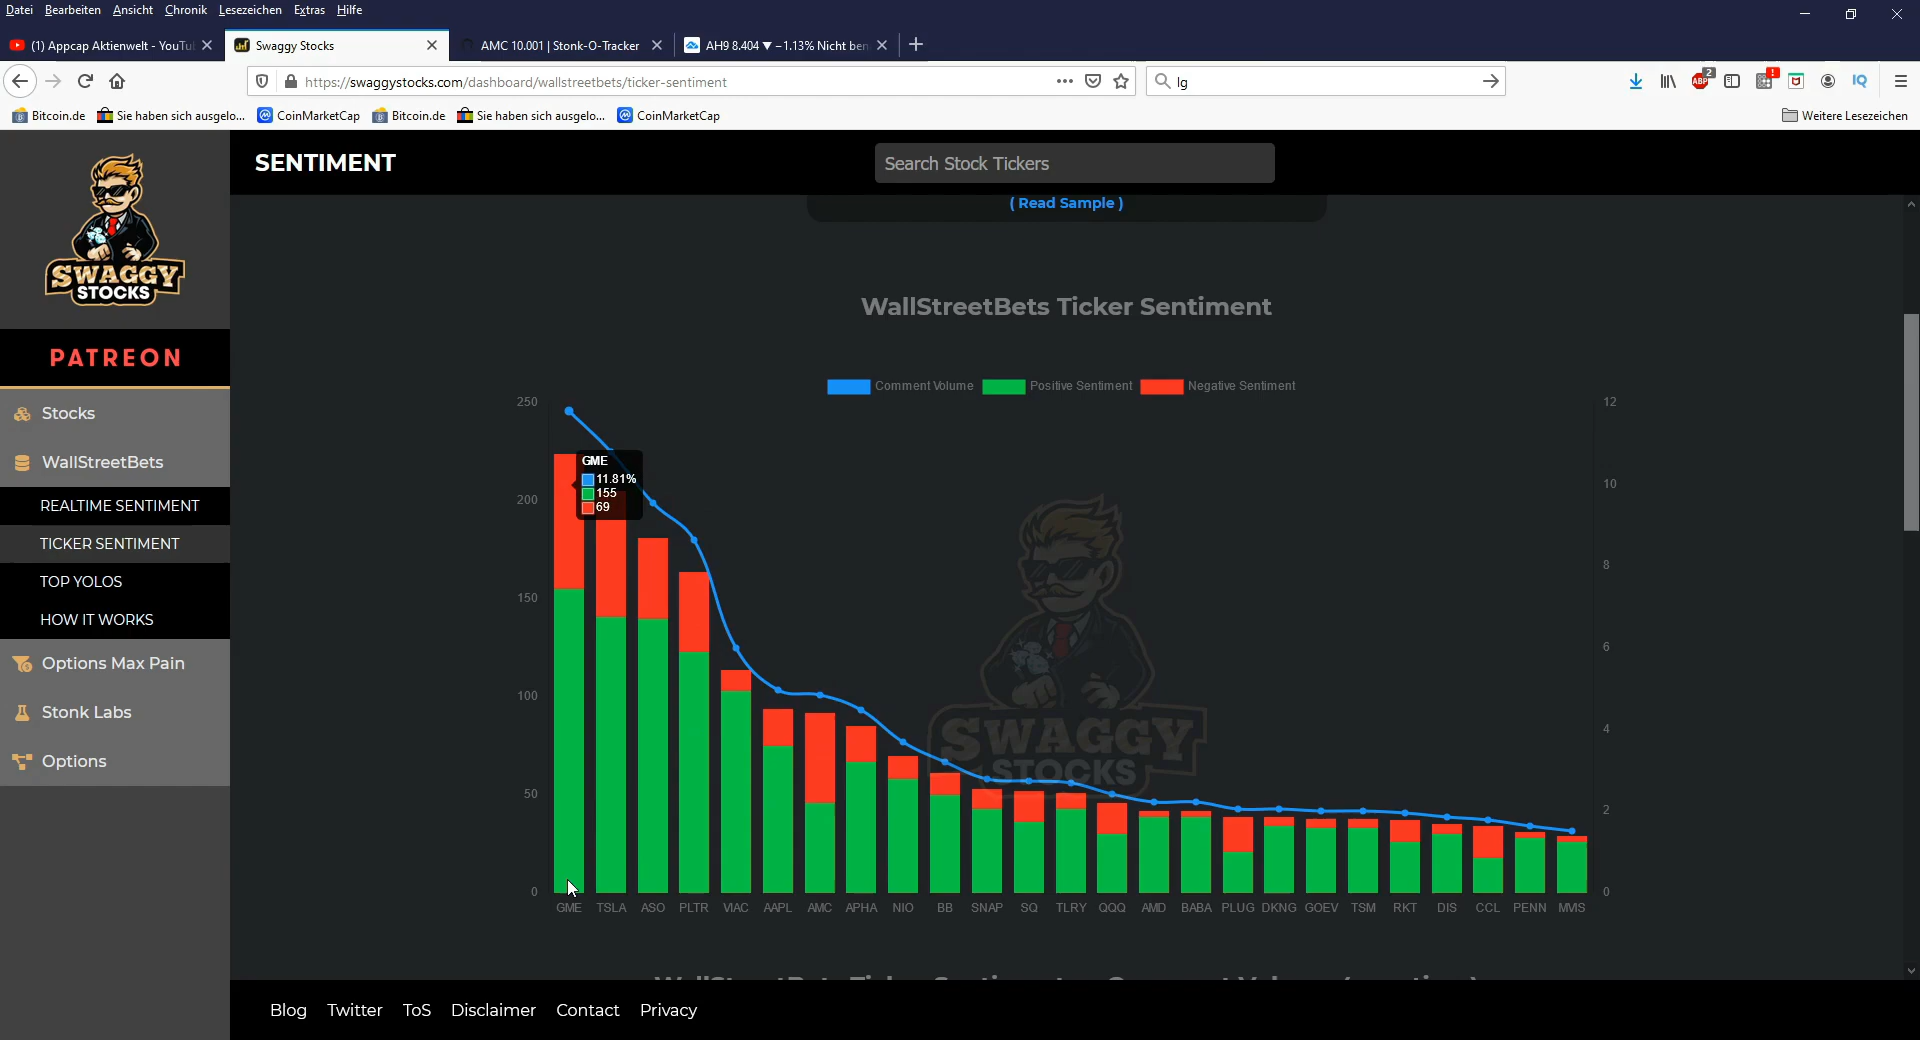 Datei Bearbeiten Ansicht Chronik Lesezeichen Extras Hilfe
(1) Appcap Aktienwelt - YouTu
Swaggy Stocks
AMC 10.001 | Stonk-O-Tracker
AH9 8.404 ▼ −1.13% Nicht ben
https://swaggystocks.com/dashboard/wallstreetbets/ticker-sentiment
lg
ABP 2
!
IQ
Bitcoin.de Sie haben sich ausgelo... CoinMarketCap Bitcoin.de Sie haben sich ausgelo... CoinMarketCap Weitere Lesezeichen
SWAGGY
STOCKS
SENTIMENT
Search Stock Tickers
( Read Sample )
PATREON
Stocks
WallStreetBets
REALTIME SENTIMENT
TICKER SENTIMENT
TOP YOLOS
HOW IT WORKS
Options Max Pain
Stonk Labs
Options
WallStreetBets Ticker Sentiment
Comment Volume Positive Sentiment Negative Sentiment
250
200
150
100
50
0
12
10
8
6
4
2
0
GME
11.81%
155
69
SWAGGY
STOCKS
GME TSLA ASO PLTR VIAC AAPL AMC APHA NIO BB SNAP SQ TLRY QQQ AMD BABA PLUG DKNG GOEV TSM RKT DIS CCL PENN MVIS
Blog Twitter ToS Disclaimer Contact Privacy